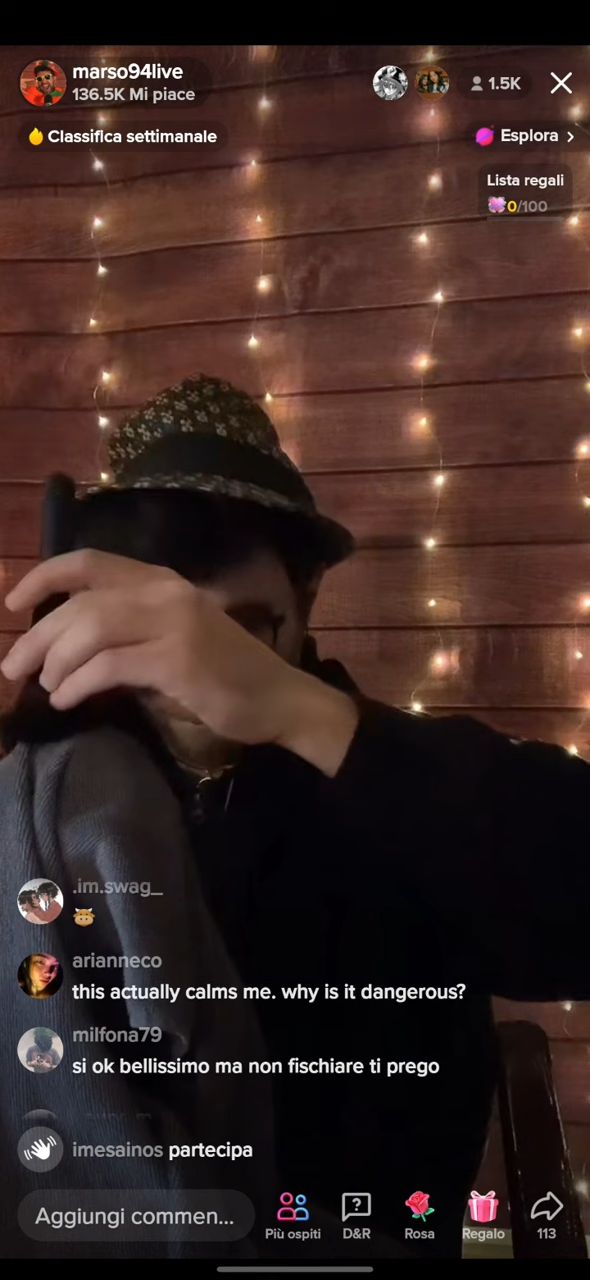 marso94live
136.5K Mi piace
1.5K
Classifica settimanale
Esplora
Lista regali
0/100
.im.swag_
arianneco
this actually calms me. why is it dangerous?
milfona79
si ok bellissimo ma non fischiare ti prego
imesainos partecipa
Aggiungi commen...
Più ospiti
D&R
Rosa
Regalo
113